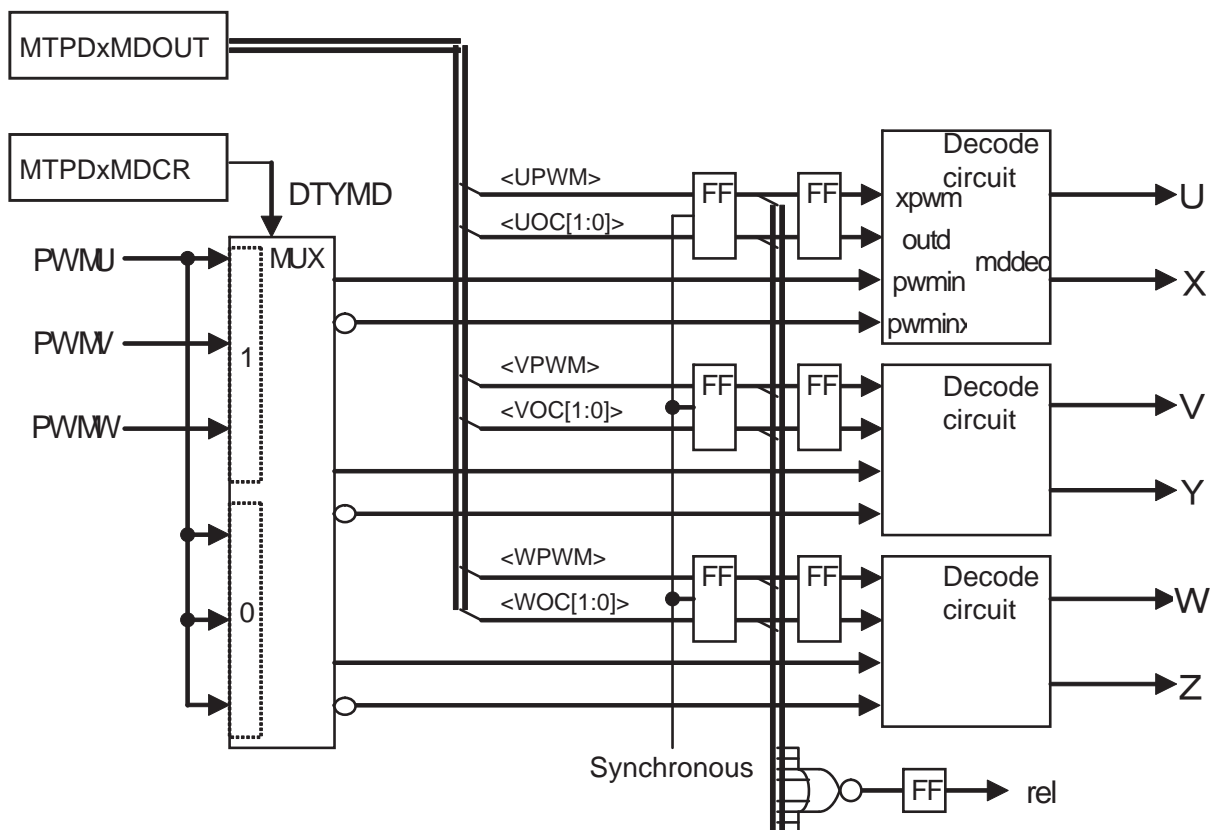 MTPDxMDOUT
MTPDxMDCR
DTYMD
PWMU
PWMV
PWMW
MUX
1
0
<UPWM>
<UOC[1:0]>
FF
FF
Decode
circuit
xpwm
outd
pwmin
pwminx
mddec
U
X
<VPWM>
<VOC[1:0]>
FF
FF
Decode
circuit
V
Y
<WPWM>
<WOC[1:0]>
FF
FF
Decode
circuit
W
Z
Synchronous
FF
rel